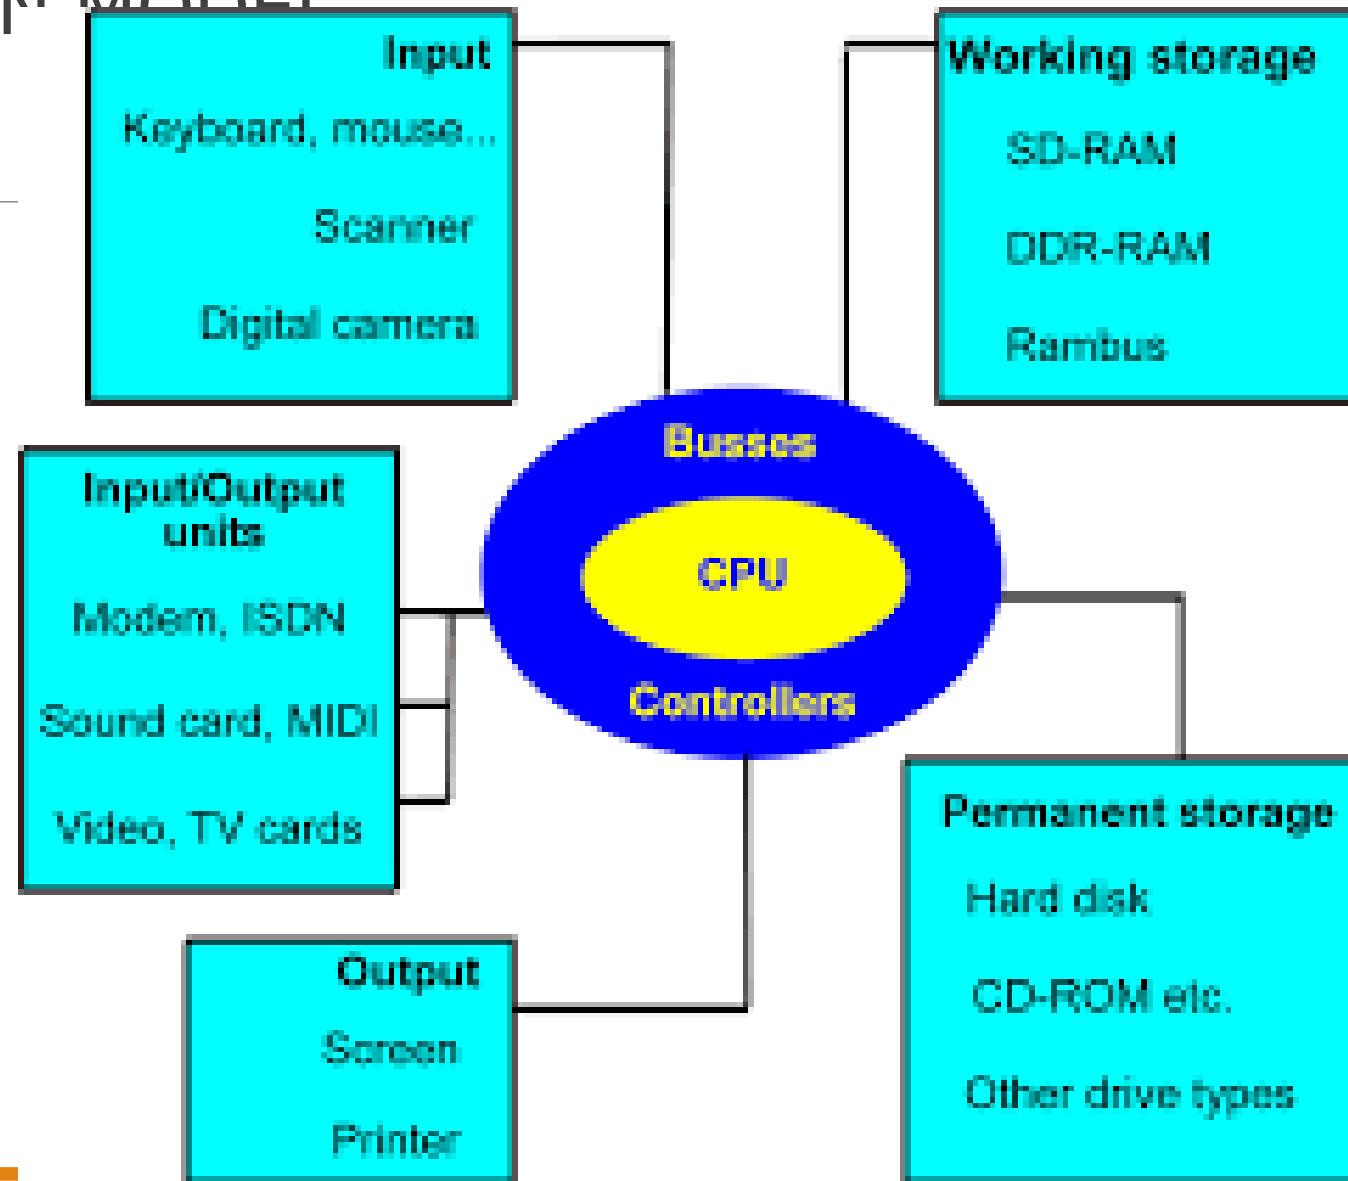 Input
Keyboard, mouse...
Scanner
Digital camera
Working storage
SD-RAM
DDR-RAM
Rambus
Busses
CPU
Controllers
Input/Output
units
Modem, ISDN
Sound card, MIDI
Video, TV cards
Output
Screen
Printer
Permanent storage
Hard disk
CD-ROM etc.
Other drive types